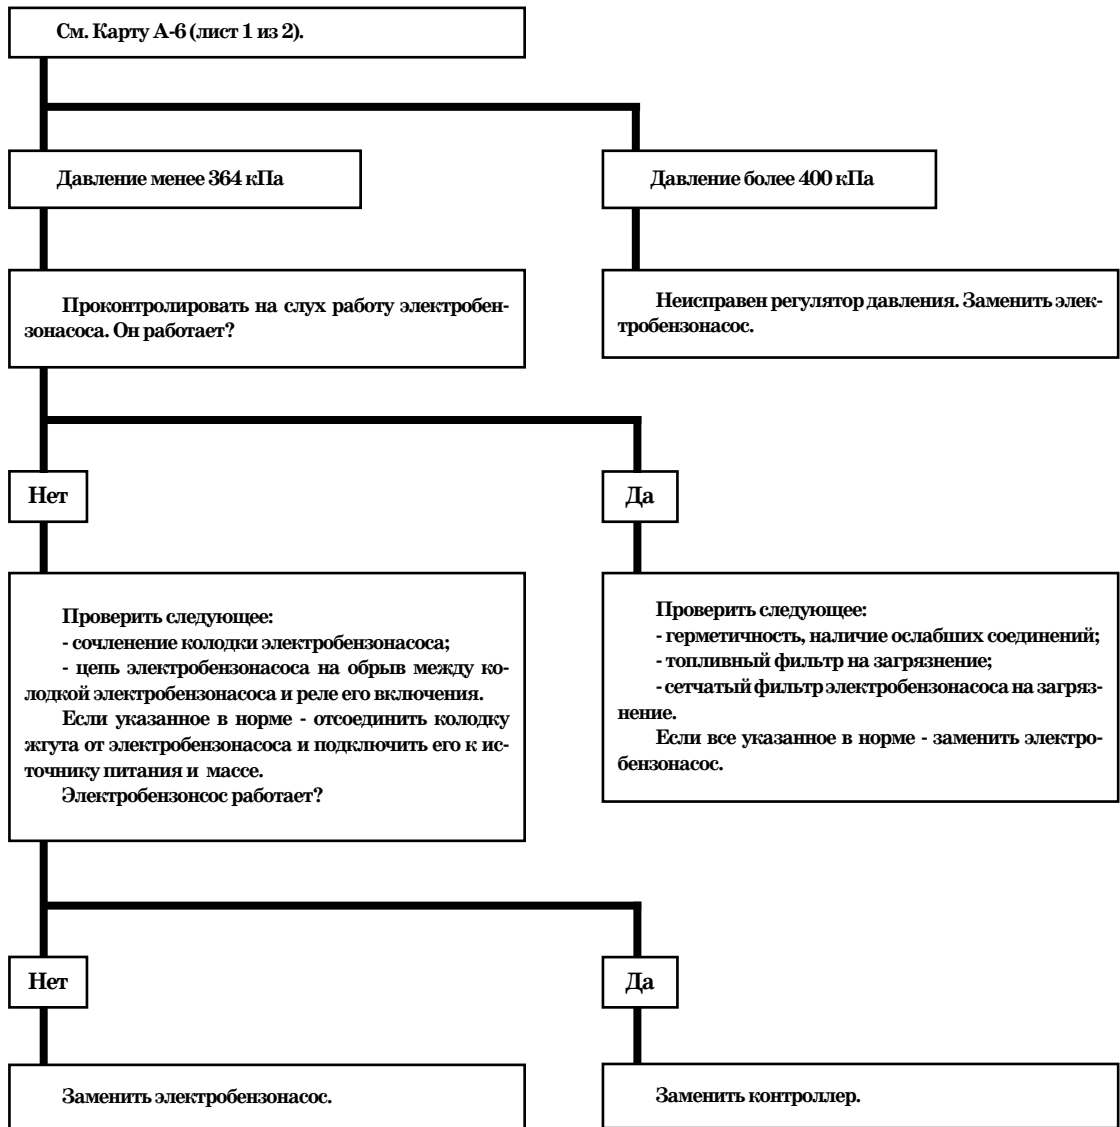 См. Карту А-6 (лист 1 из 2).
Давление менее 364 кПа
Давление более 400 кПа
Проконтролировать на слух работу электробен-
зонасоса. Он работает?
Неисправен регулятор давления. Заменить элек-
тробензонасос.
Нет
Да
Проверить следующее:
- сочленение колодки электробензонасоса;
- цепь электробензонасоса на обрыв между ко-
лодкой электробензонасоса и реле его включения.
Если указанное в норме - отсоединить колодку
жгута от электробензонасоса и подключить его к ис-
точнику питания и массе.
Электробензонсос работает?
Проверить следующее:
- герметичность, наличие ослабших соединений;
- топливный фильтр на загрязнение;
- сетчатый фильтр электробензонасоса на загряз-
нение.
Если все указанное в норме - заменить электро-
бензонасос.
Нет
Да
Заменить электробензонасос.
Заменить контроллер.